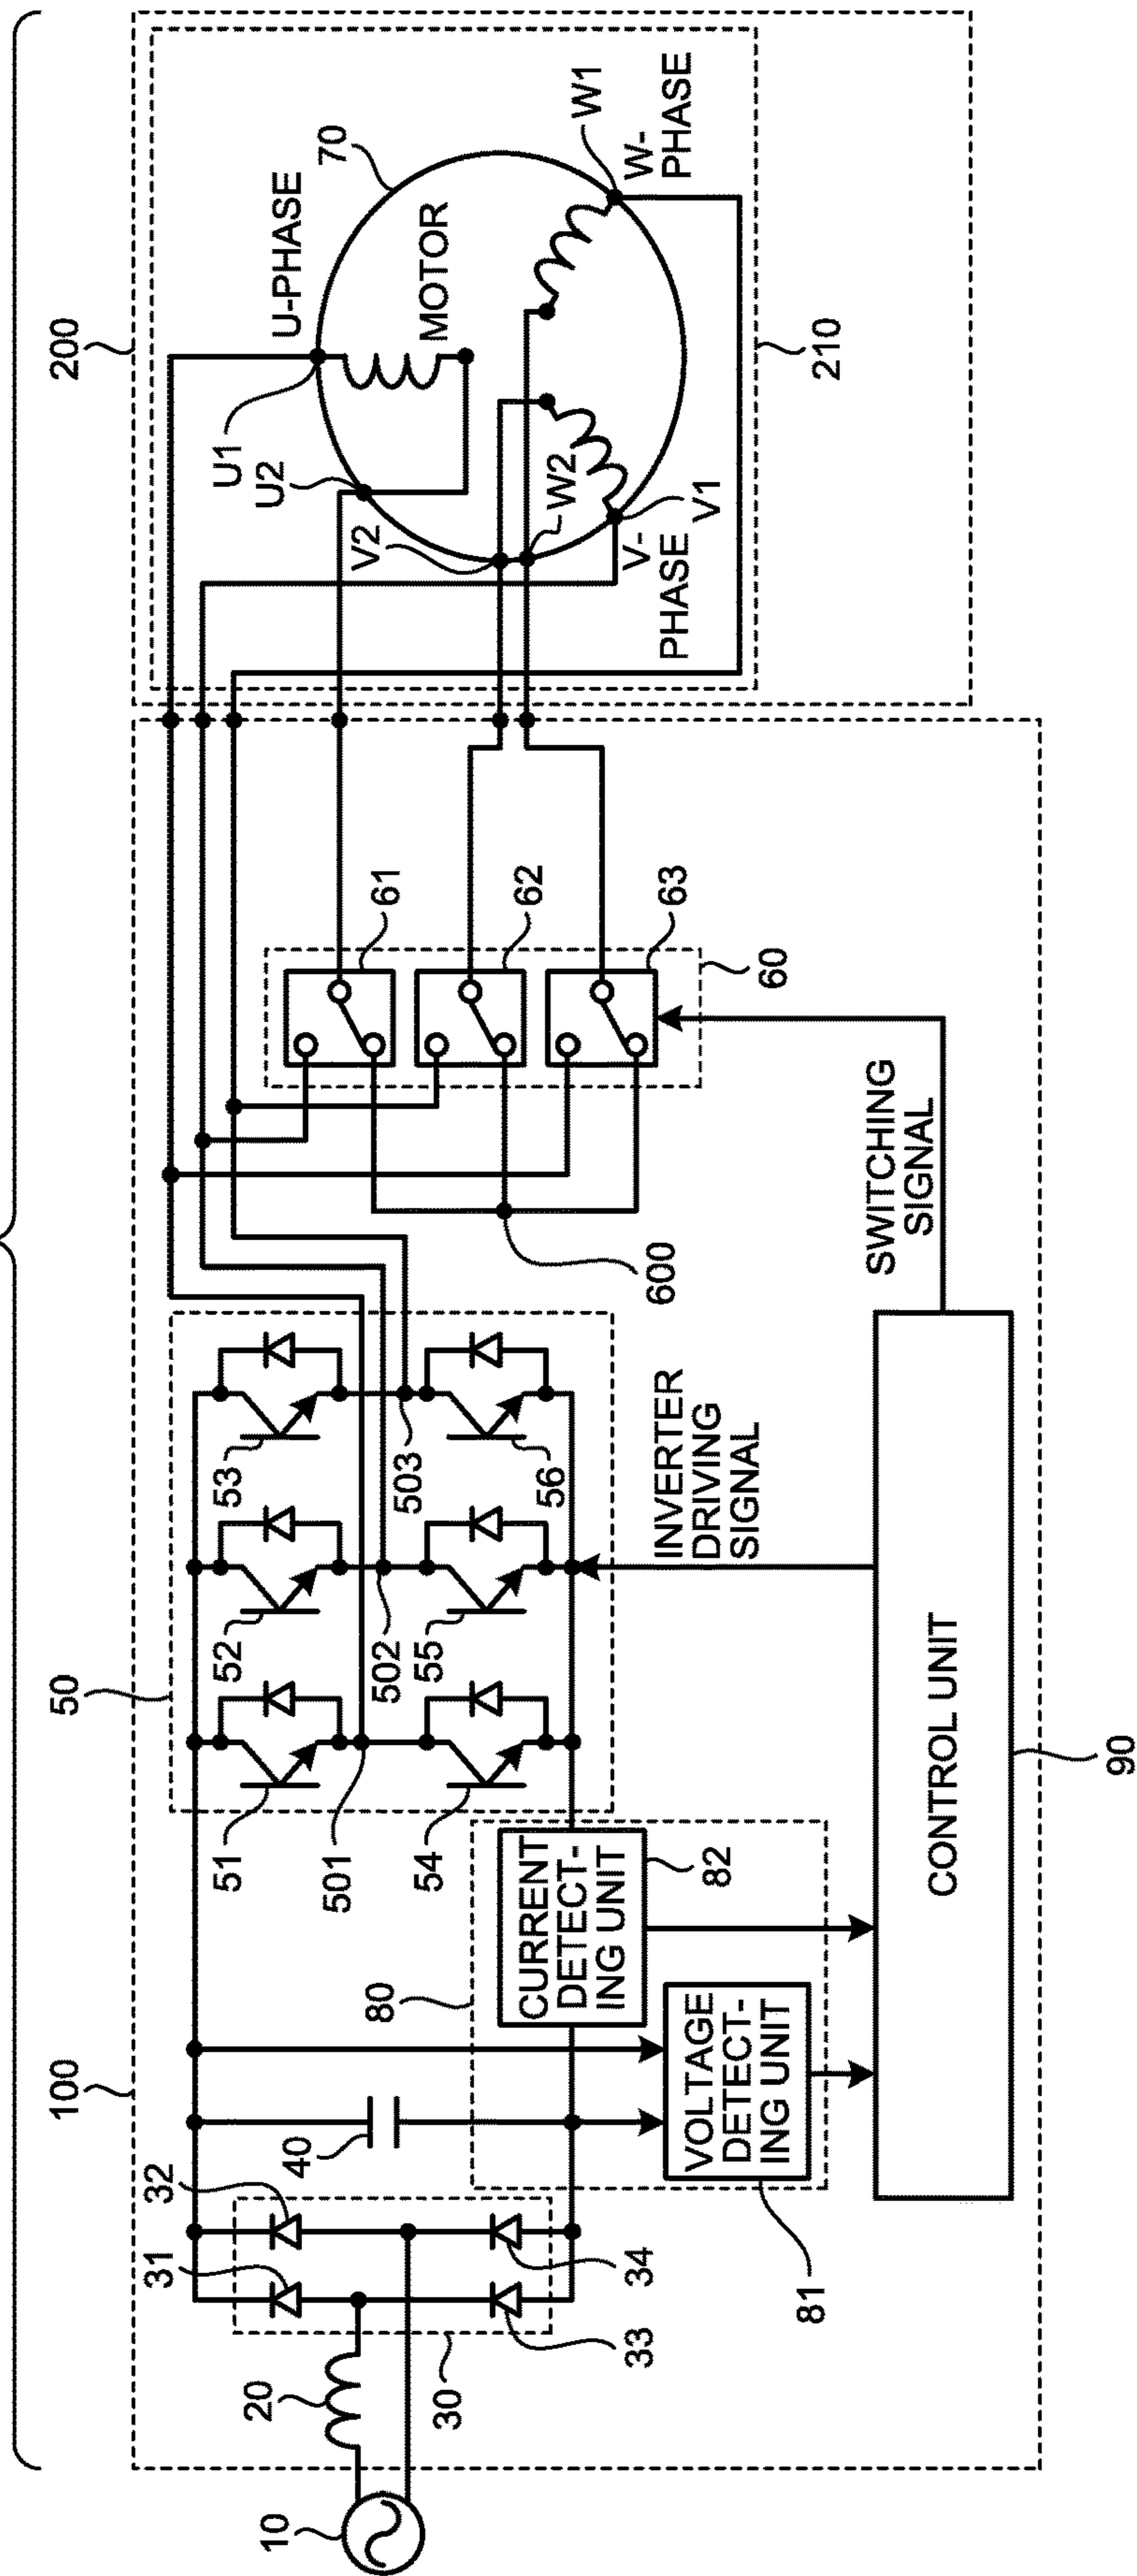 100
200
10
20
30
31
32
33
34
40
50
51
52
53
501
502
503
54
55
56
80
CURRENT
DETECT-
ING UNIT
82
VOLTAGE
DETECT-
ING UNIT
81
INVERTER
DRIVING
SIGNAL
SWITCHING
SIGNAL
CONTROL UNIT
90
600
60
61
62
63
U-PHASE
70
MOTOR
U1
U2
V2
W2
V-
PHASE
V1
W1
W-
PHASE
210